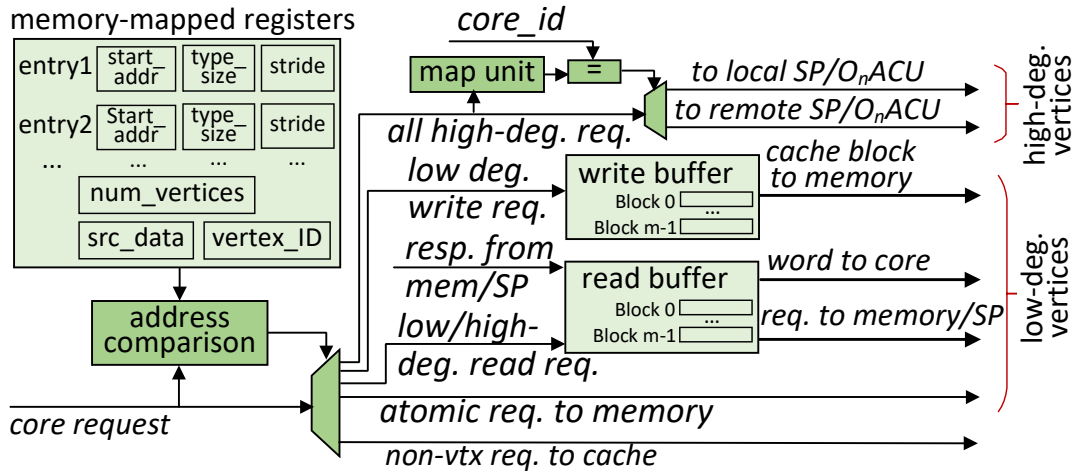 memory-mapped registers
entry1 start_ addr type_ size stride
entry2 Start_ addr type_ size stride
... ... ... ...
num_vertices
src_data vertex_ID
address comparison
core request
core_id
map unit =
all high-deg. req.
to local SP/OnACU
to remote SP/OnACU
high-deg. vertices
low deg. write req.
write buffer
Block 0
...
Block m-1
cache block to memory
resp. from mem/SP
read buffer
Block 0
...
Block m-1
word to core
low/high-deg. read req.
req. to memory/SP
low-deg. vertices
atomic req. to memory
non-vtx req. to cache